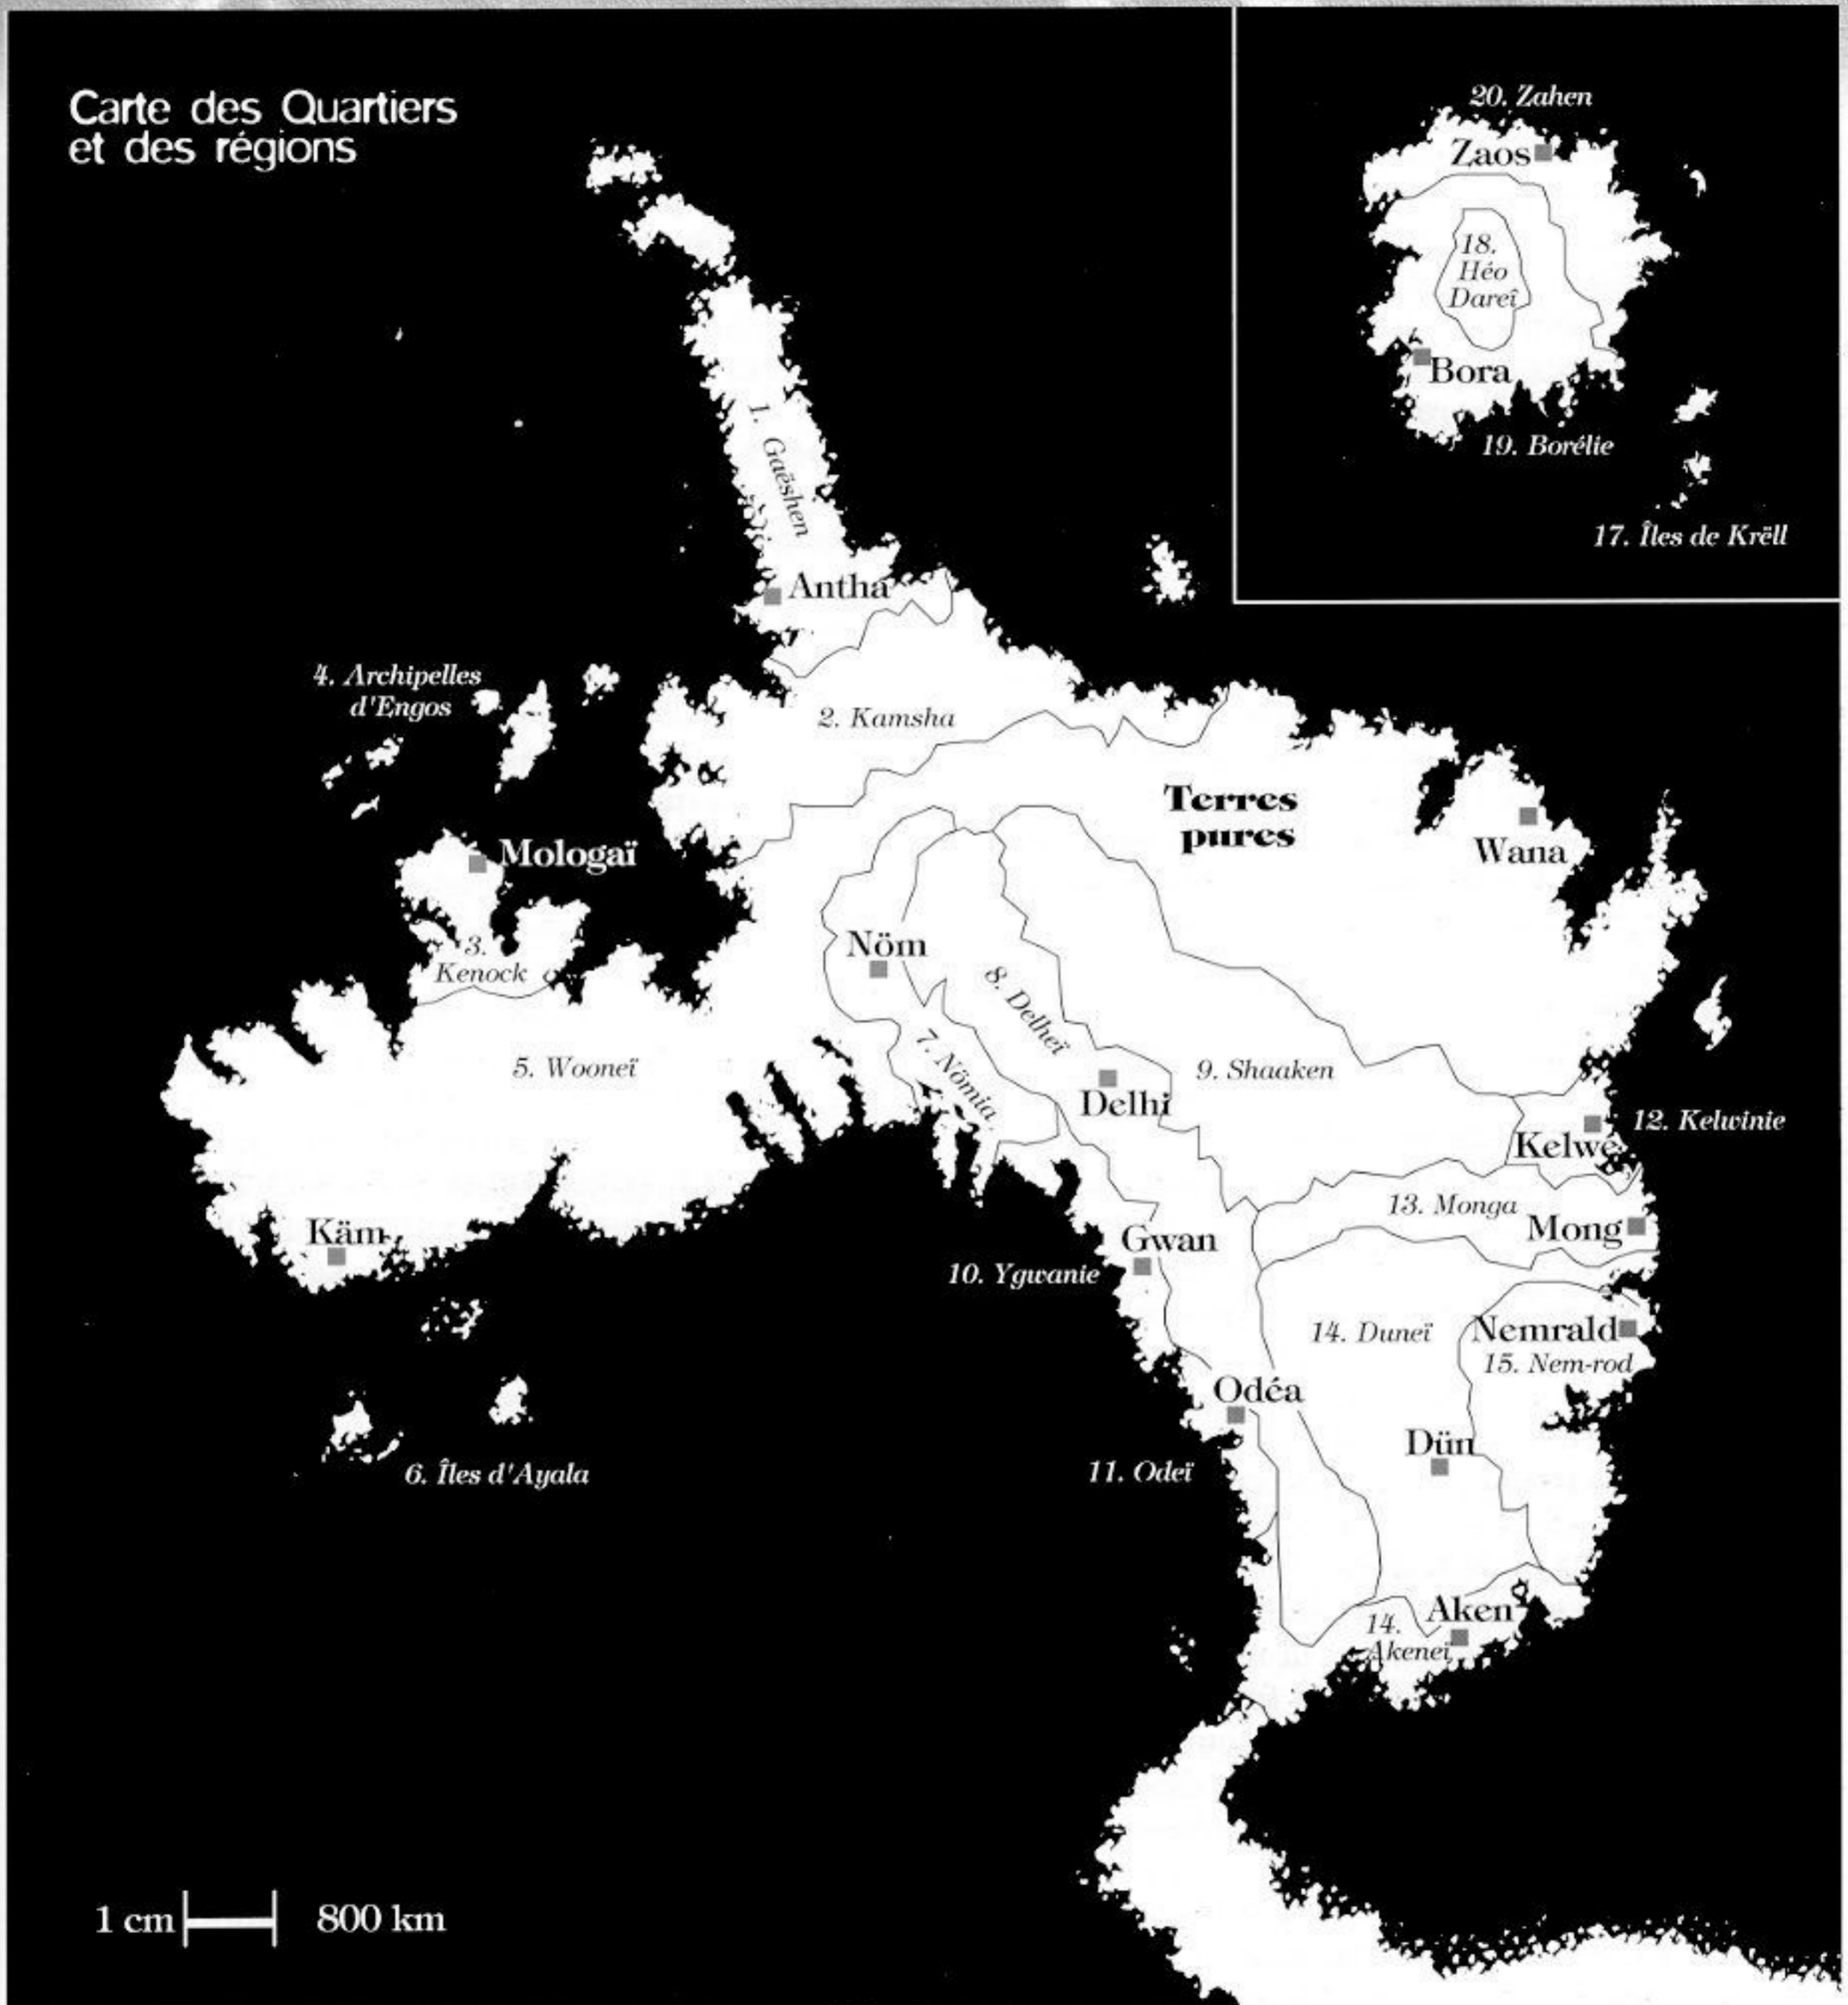 Carte des Quartiers
et des régions
20. Zahen
Zaos
18.
Héo
Dareî
Bora
19. Borélie
17. Îles de Krëll
1. Gaëshen
Antha
4. Archipelles
d'Engos
2. Kamsha
Terres
pures
Wana
Mologaï
3.
Kenock
Nöm
8. Delheï
5. Wooneï
7. Nömia
9. Shaaken
Delhi
12. Kelwinie
Kelwé
13. Monga
Mong
Käm
Gwan
10. Ygwanie
14. Duneï
Nemrald
15. Nem-rod
Odéa
Dün
6. Îles d'Ayala
11. Odeï
Aken
14.
Akeneï
1 cm
800 km